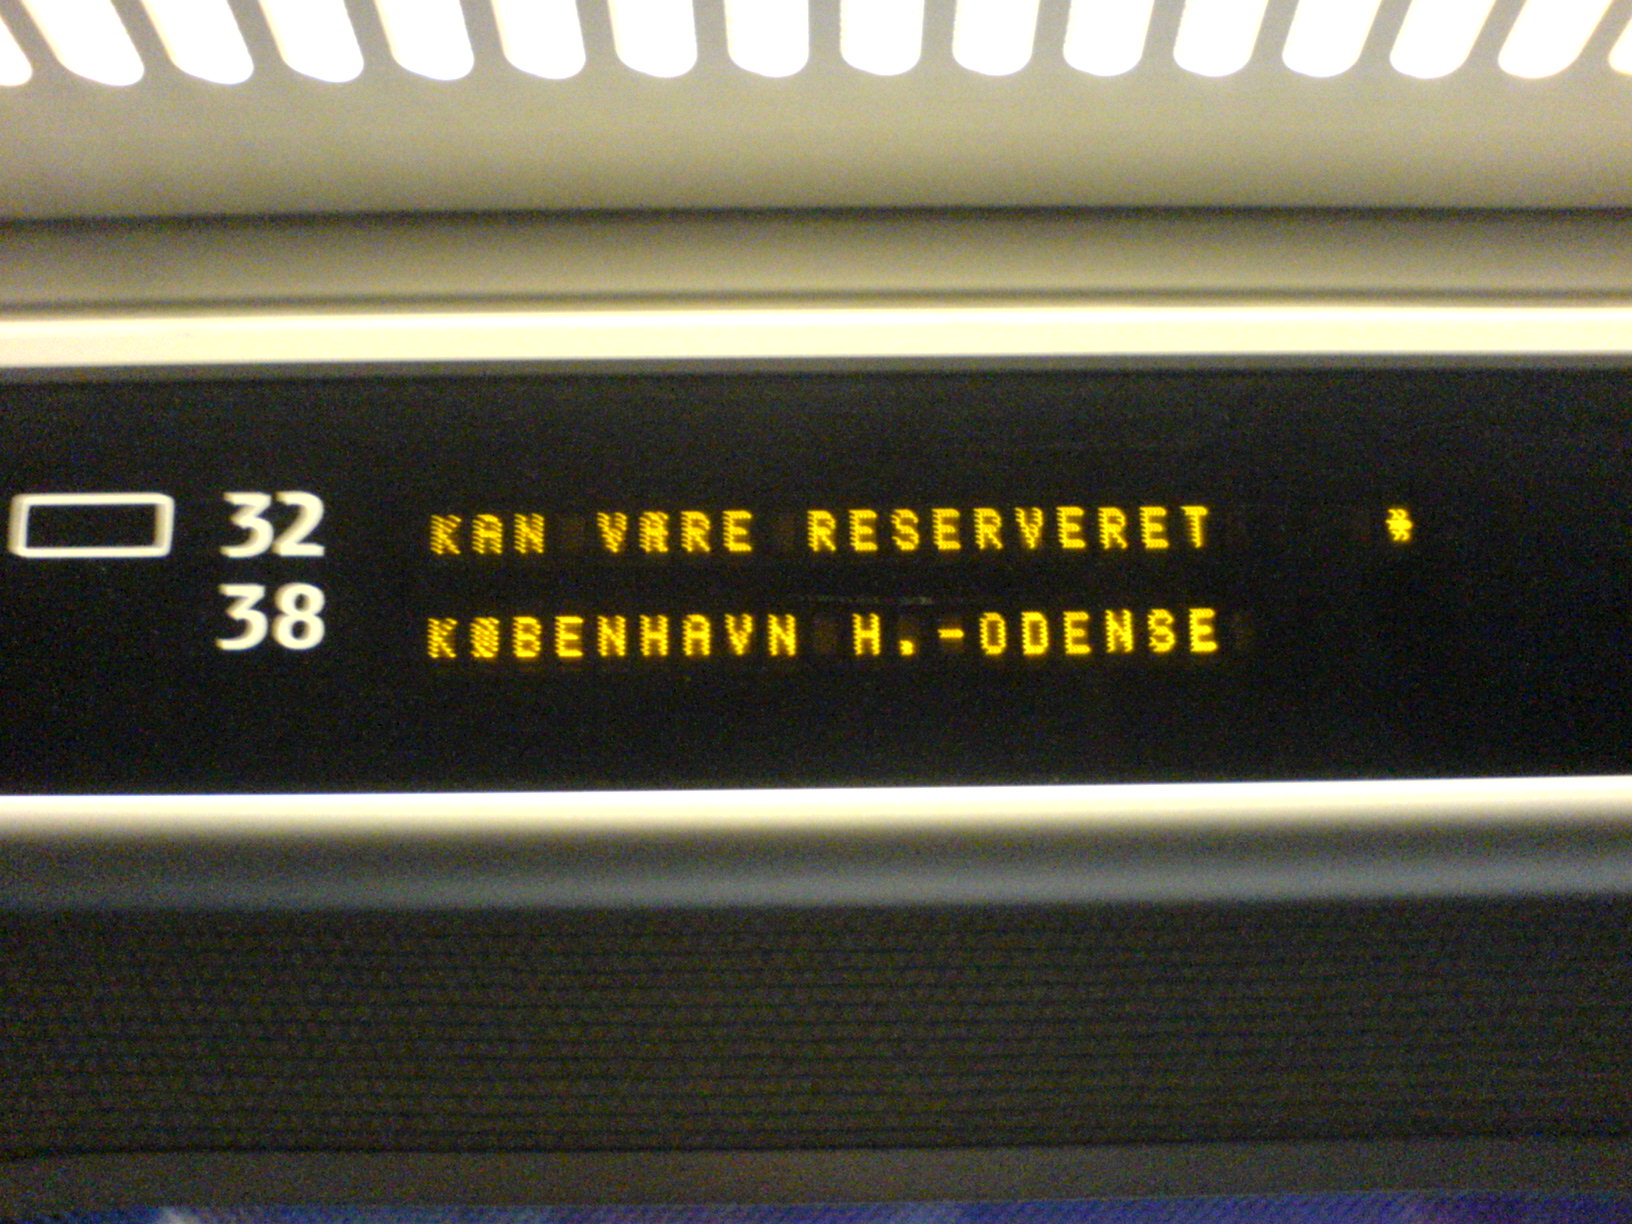 32 KAN VÆRE RESERVERET *
38 KØBENHAVN H.-ODENSE